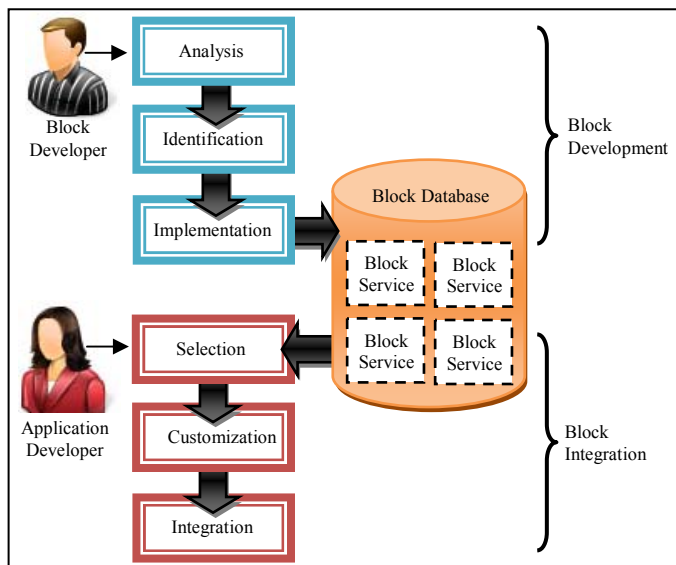 Analysis
Block
Developer
Identification
Implementation
Block
Development
Block Database
Block
Service
Block
Service
Block
Service
Block
Service
Selection
Application
Developer
Customization
Integration
Block
Integration